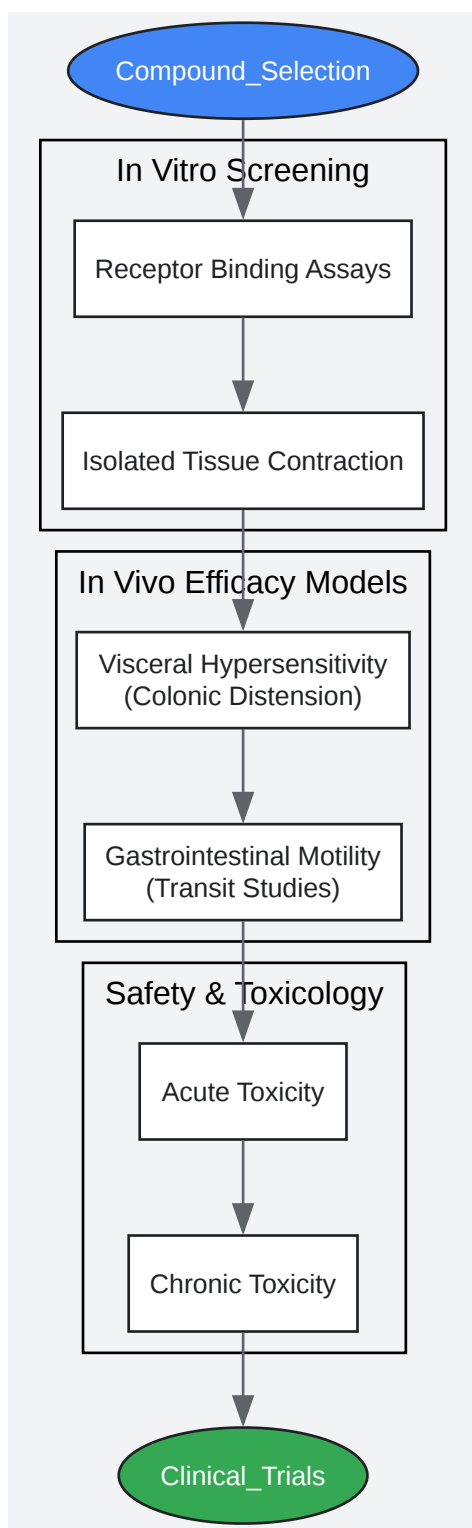 Compound_Selection
In Vitro Screening
Receptor Binding Assays
Isolated Tissue Contraction
In Vivo Efficacy Models
Visceral Hypersensitivity
(Colonic Distension)
Gastrointestinal Motility
(Transit Studies)
Safety & Toxicology
Acute Toxicity
Chronic Toxicity
Clinical_Trials